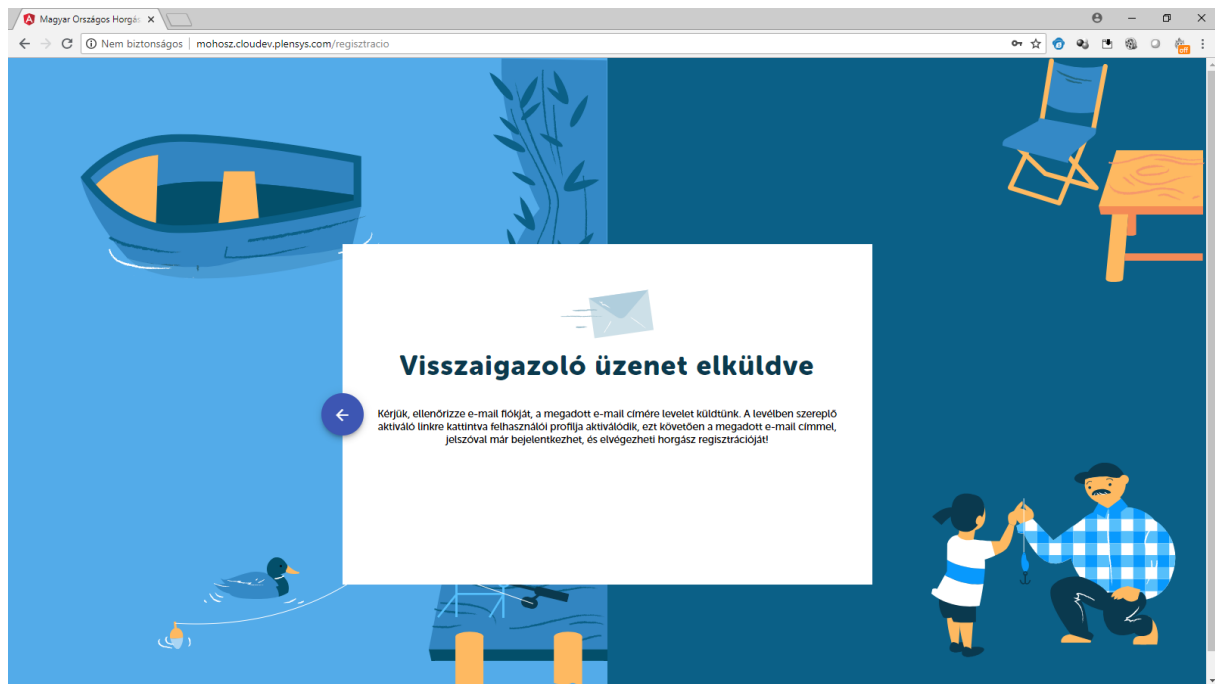 Magyar Országos Horgás
Nem biztonságos | mohosz.cloudev.plensys.com/regisztracio
off
Visszaigazoló üzenet elküldve
Kérjük, ellenőrizze e-mail fiókját, a megadott e-mail címére levelet küldtünk. A levélben szereplő
aktiváló linkre kattintva felhasználói profilja aktiválódik, ezt követően a megadott e-mail címmel,
jelszóval már bejelentkezhet, és elvégezheti horgász regisztrációját!